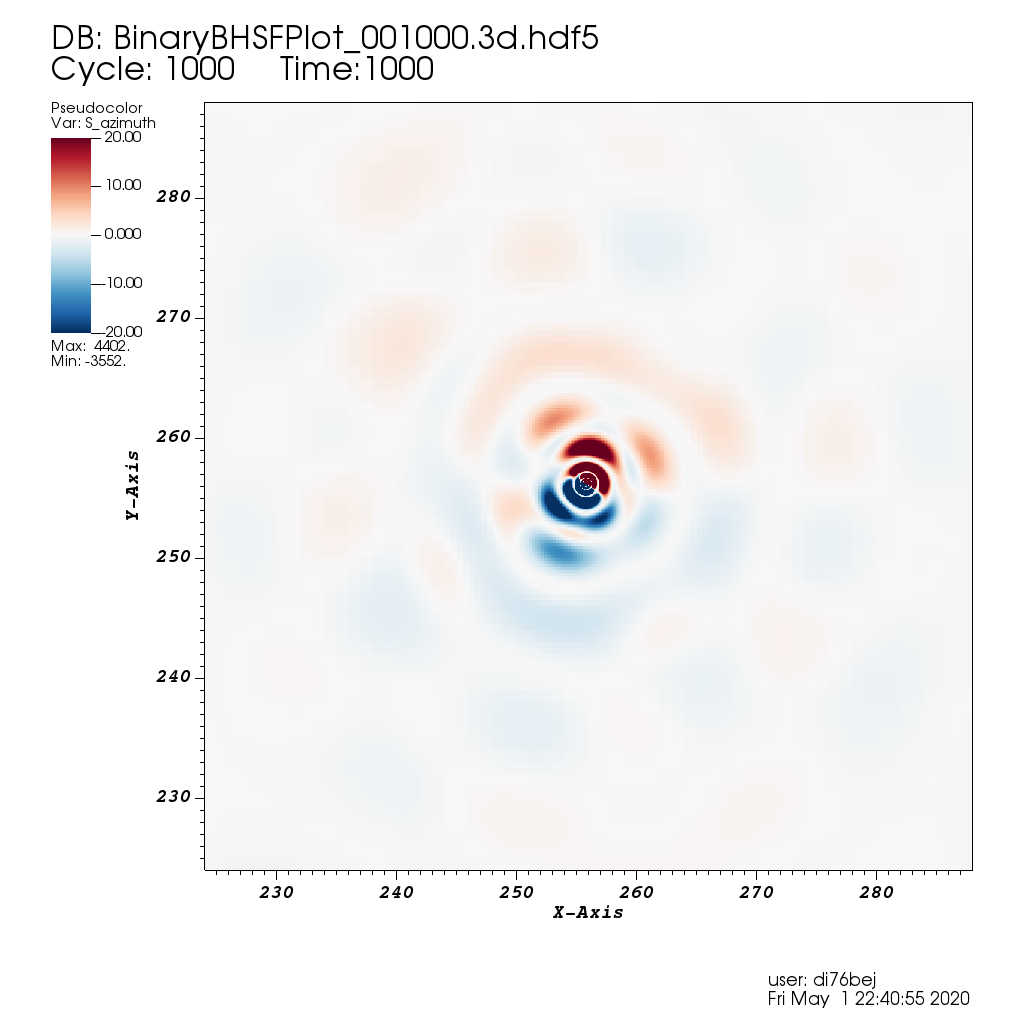 DB: BinaryBHSFPlot_001000.3d.hdf5
Cycle: 1000 Time:1000
Pseudocolor
Var: S_azimuth
20.00
10.00
0.000
-10.00
-20.00
Max: 4402.
Min: -3552.
280
270
260
250
240
230
Y-Axis
230 240 250 260 270 280
X-Axis
user: di76bej
Fri May 1 22:40:55 2020